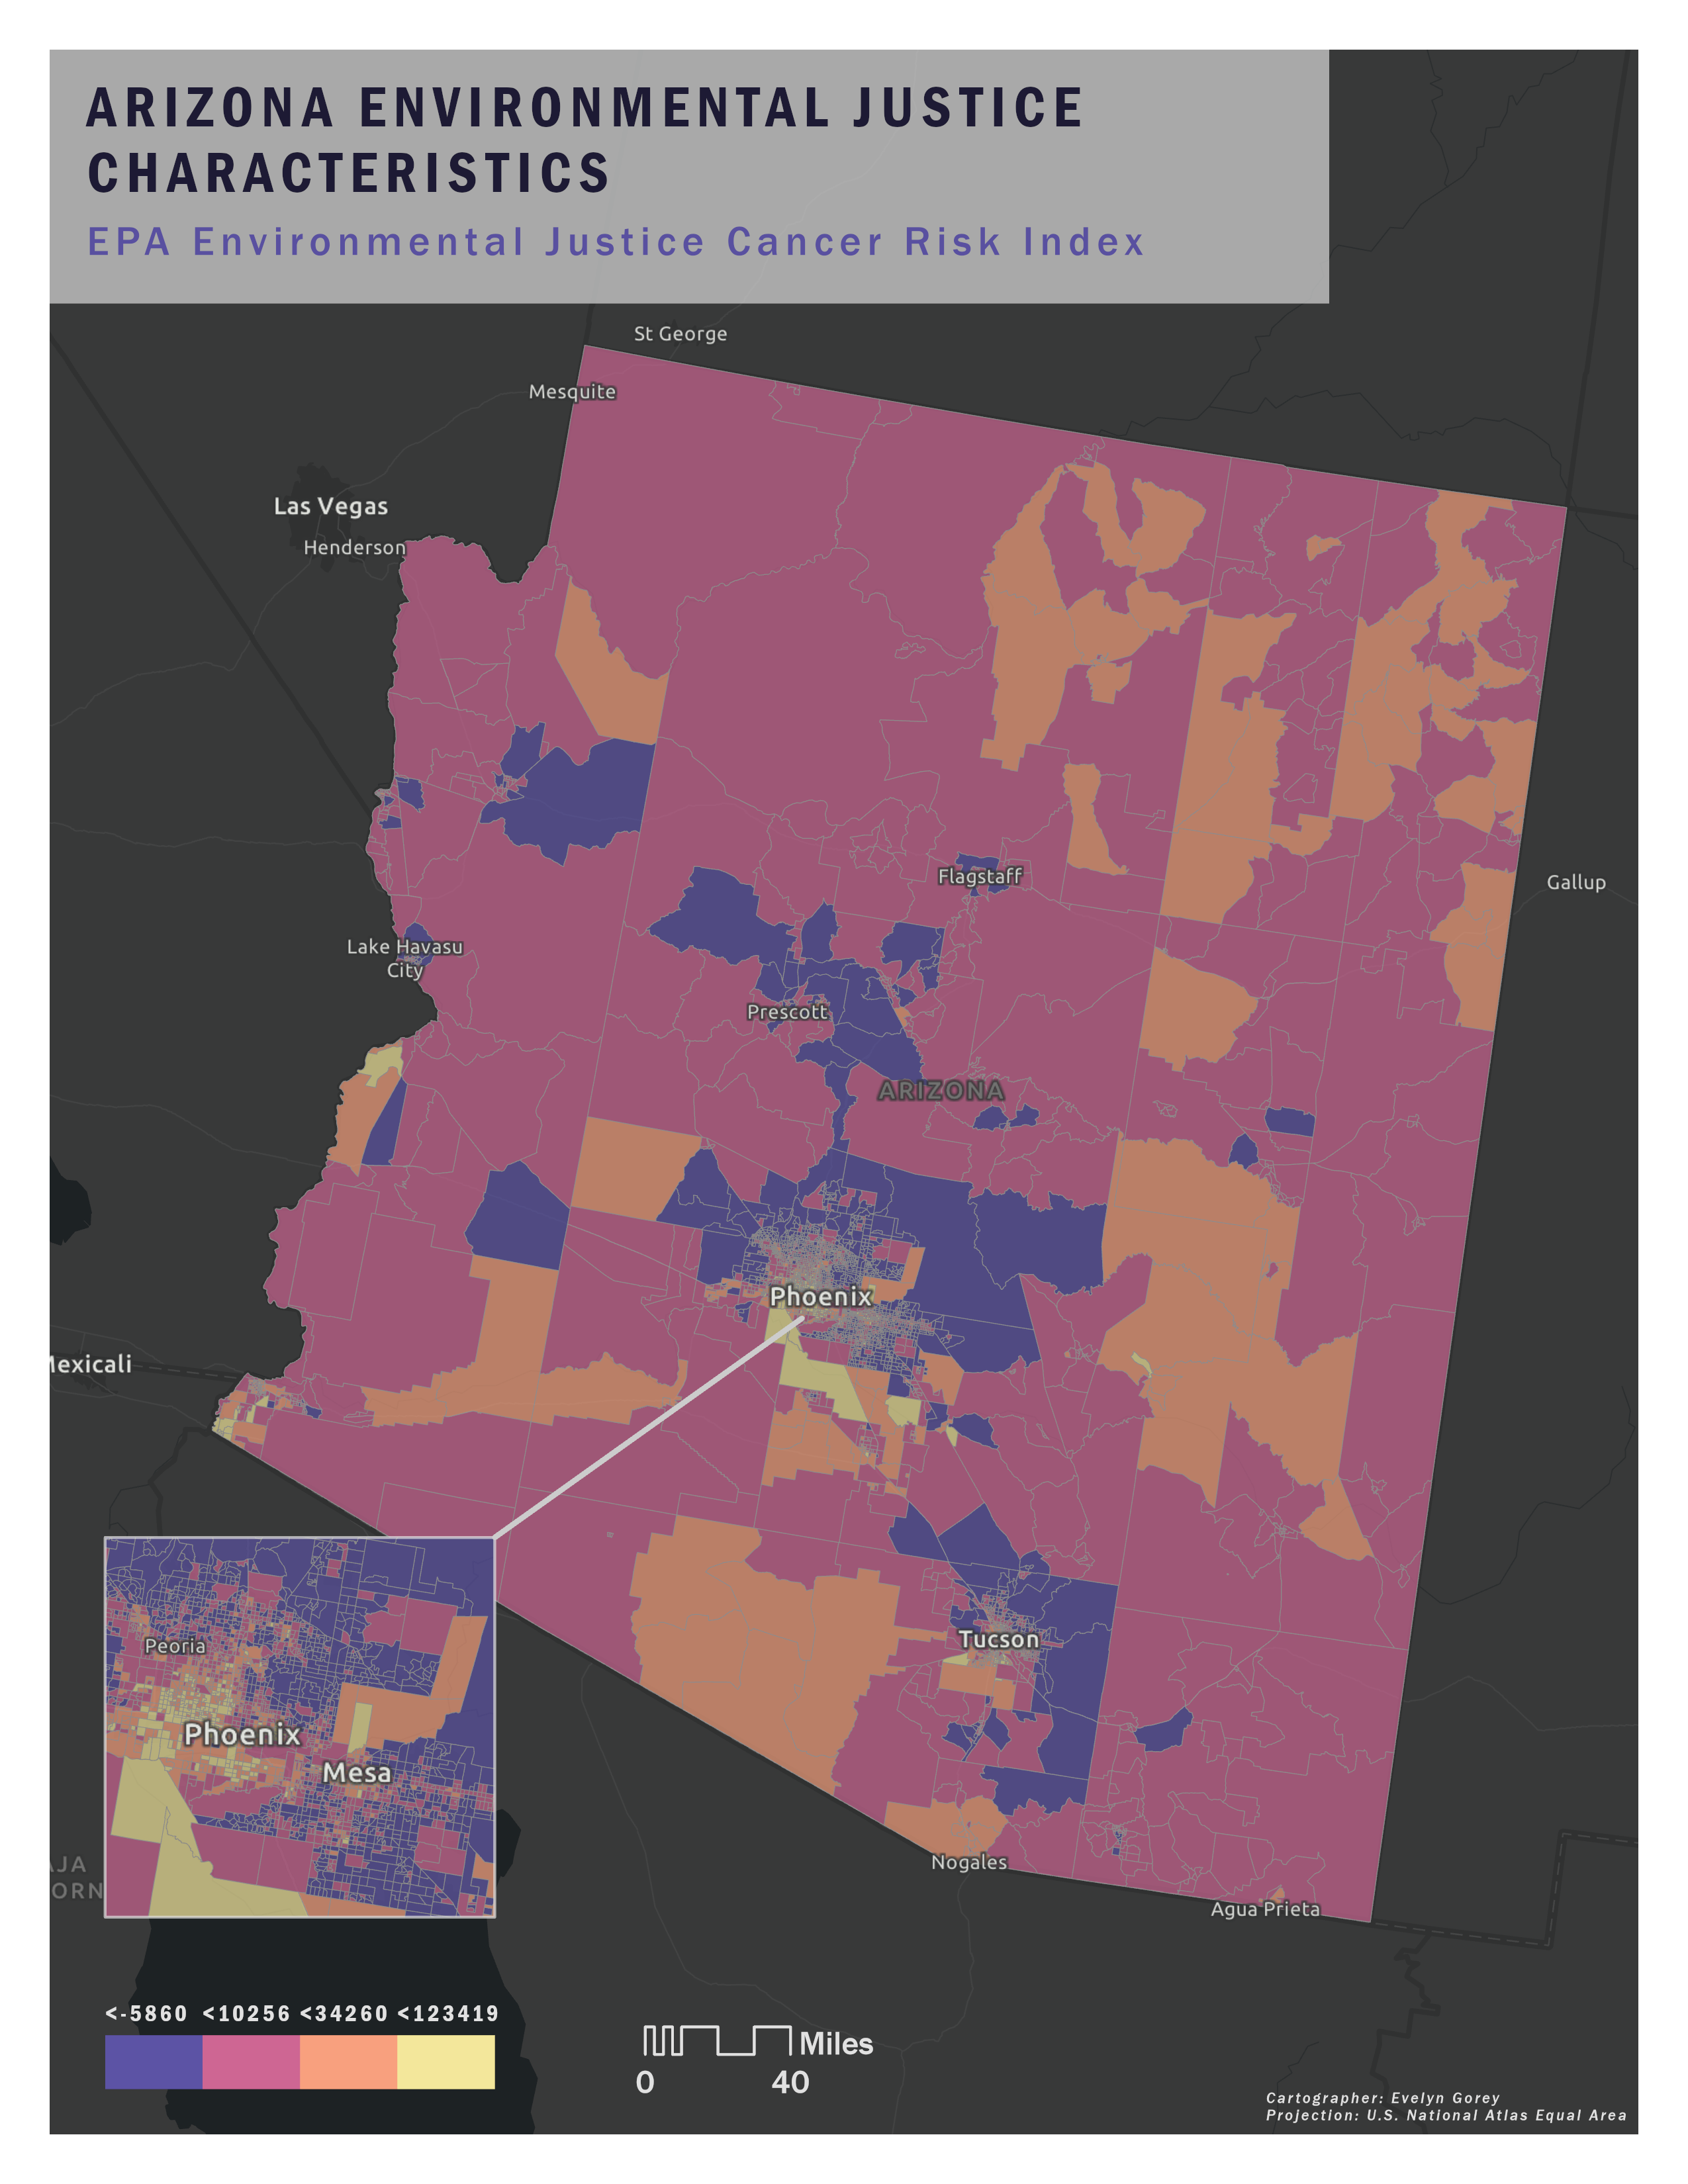 ARIZONA ENVIRONMENTAL JUSTICE
CHARACTERISTICS
EPA Environmental Justice Cancer Risk Index
St George
Mesquite
Las Vegas
Henderson
Flagstaff
Gallup
Lake Havasu
City
Prescott
ARIZONA
Phoenix
Mexicali
Peoria
Phoenix
Mesa
Tucson
Nogales
Agua Prieta
AJA
ORN
<-5860 <10256 <34260 <123419
Miles
0 40
Cartographer: Evelyn Gorey
Projection: U.S. National Atlas Equal Area